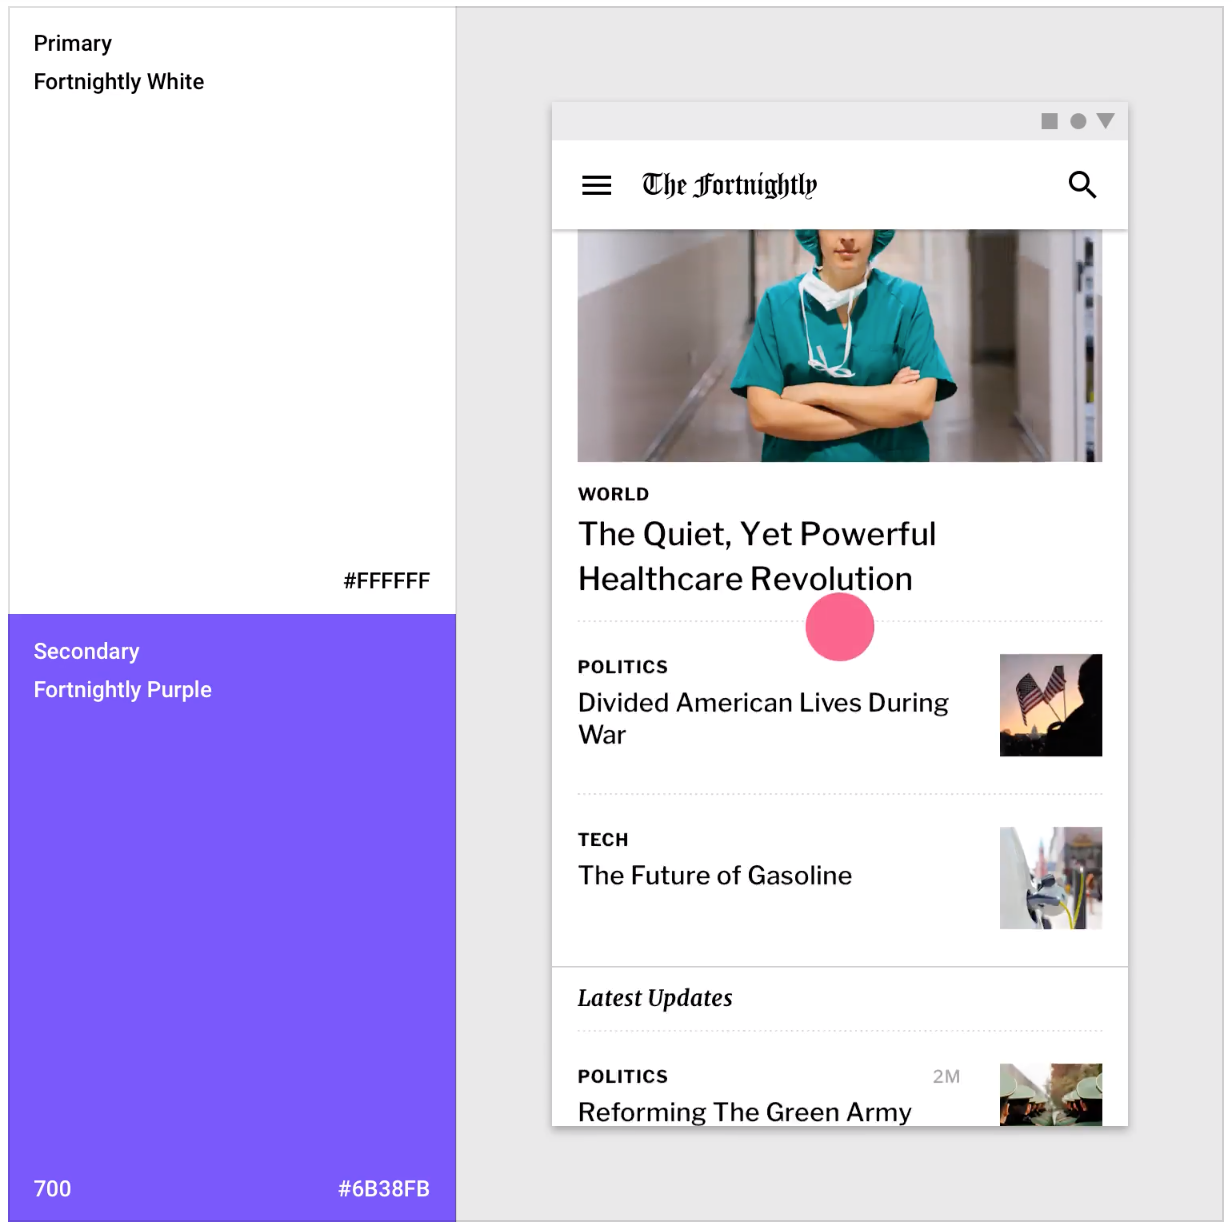 Primary
Fortnightly White
#FFFFFF
Secondary
Fortnightly Purple
700
#6B38FB
The Fortnightly
WORLD
The Quiet, Yet Powerful
Healthcare Revolution
POLITICS
Divided American Lives During
War
TECH
The Future of Gasoline
Latest Updates
POLITICS
2M
Reforming The Green Army